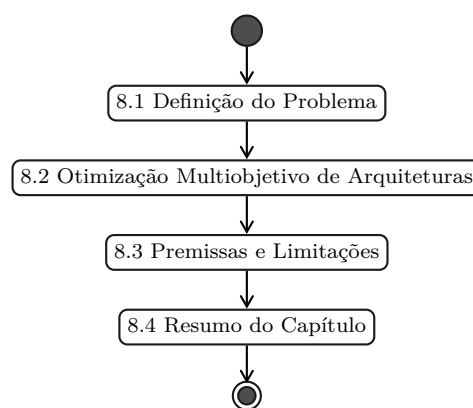 8.1 Definição do Problema
8.2 Otimização Multiobjetivo de Arquiteturas
8.3 Premissas e Limitações
8.4 Resumo do Capítulo